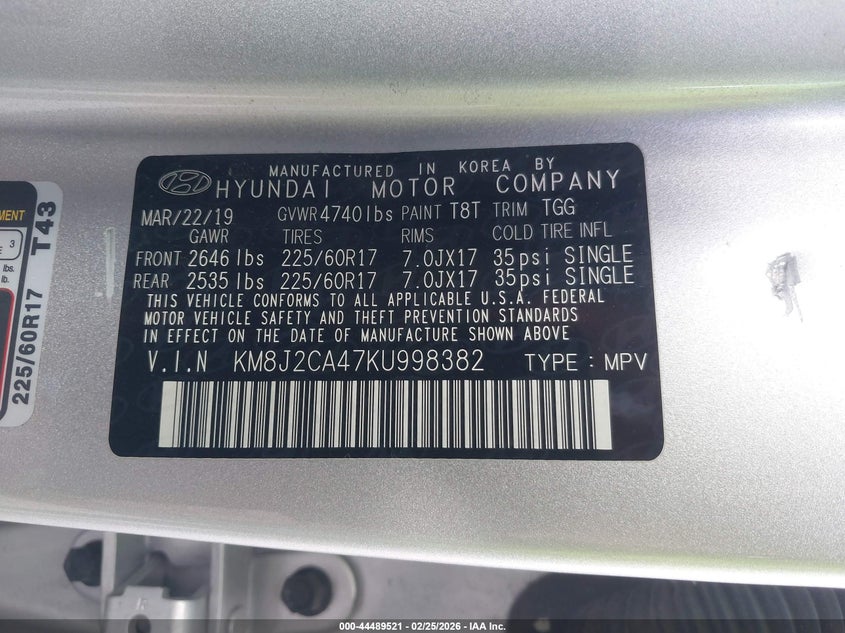 MANUFACTURED IN KOREA BY
HYUNDAI MOTOR COMPANY
MAR/22/19 GVWR 4740 lbs PAINT T8T TRIM TGG
GAWR TIRES RIMS COLD TIRE INFL
FRONT 2646 lbs 225/60R17 7.0JX17 35psi SINGLE
REAR 2535 lbs 225/60R17 7.0JX17 35psi SINGLE
THIS VEHICLE CONFORMS TO ALL APPLICABLE U.S.A. FEDERAL
MOTOR VEHICLE SAFETY AND THEFT PREVENTION STANDARDS
IN EFFECT ON THE DATE OF MANUFACTURE SHOWN ABOVE
V.I.N KM8J2CA47KU998382 TYPE : MPV
3
lbs.
lb.
225/60R17 T43
000-44489521 - 02/25/2026 - IAA Inc.